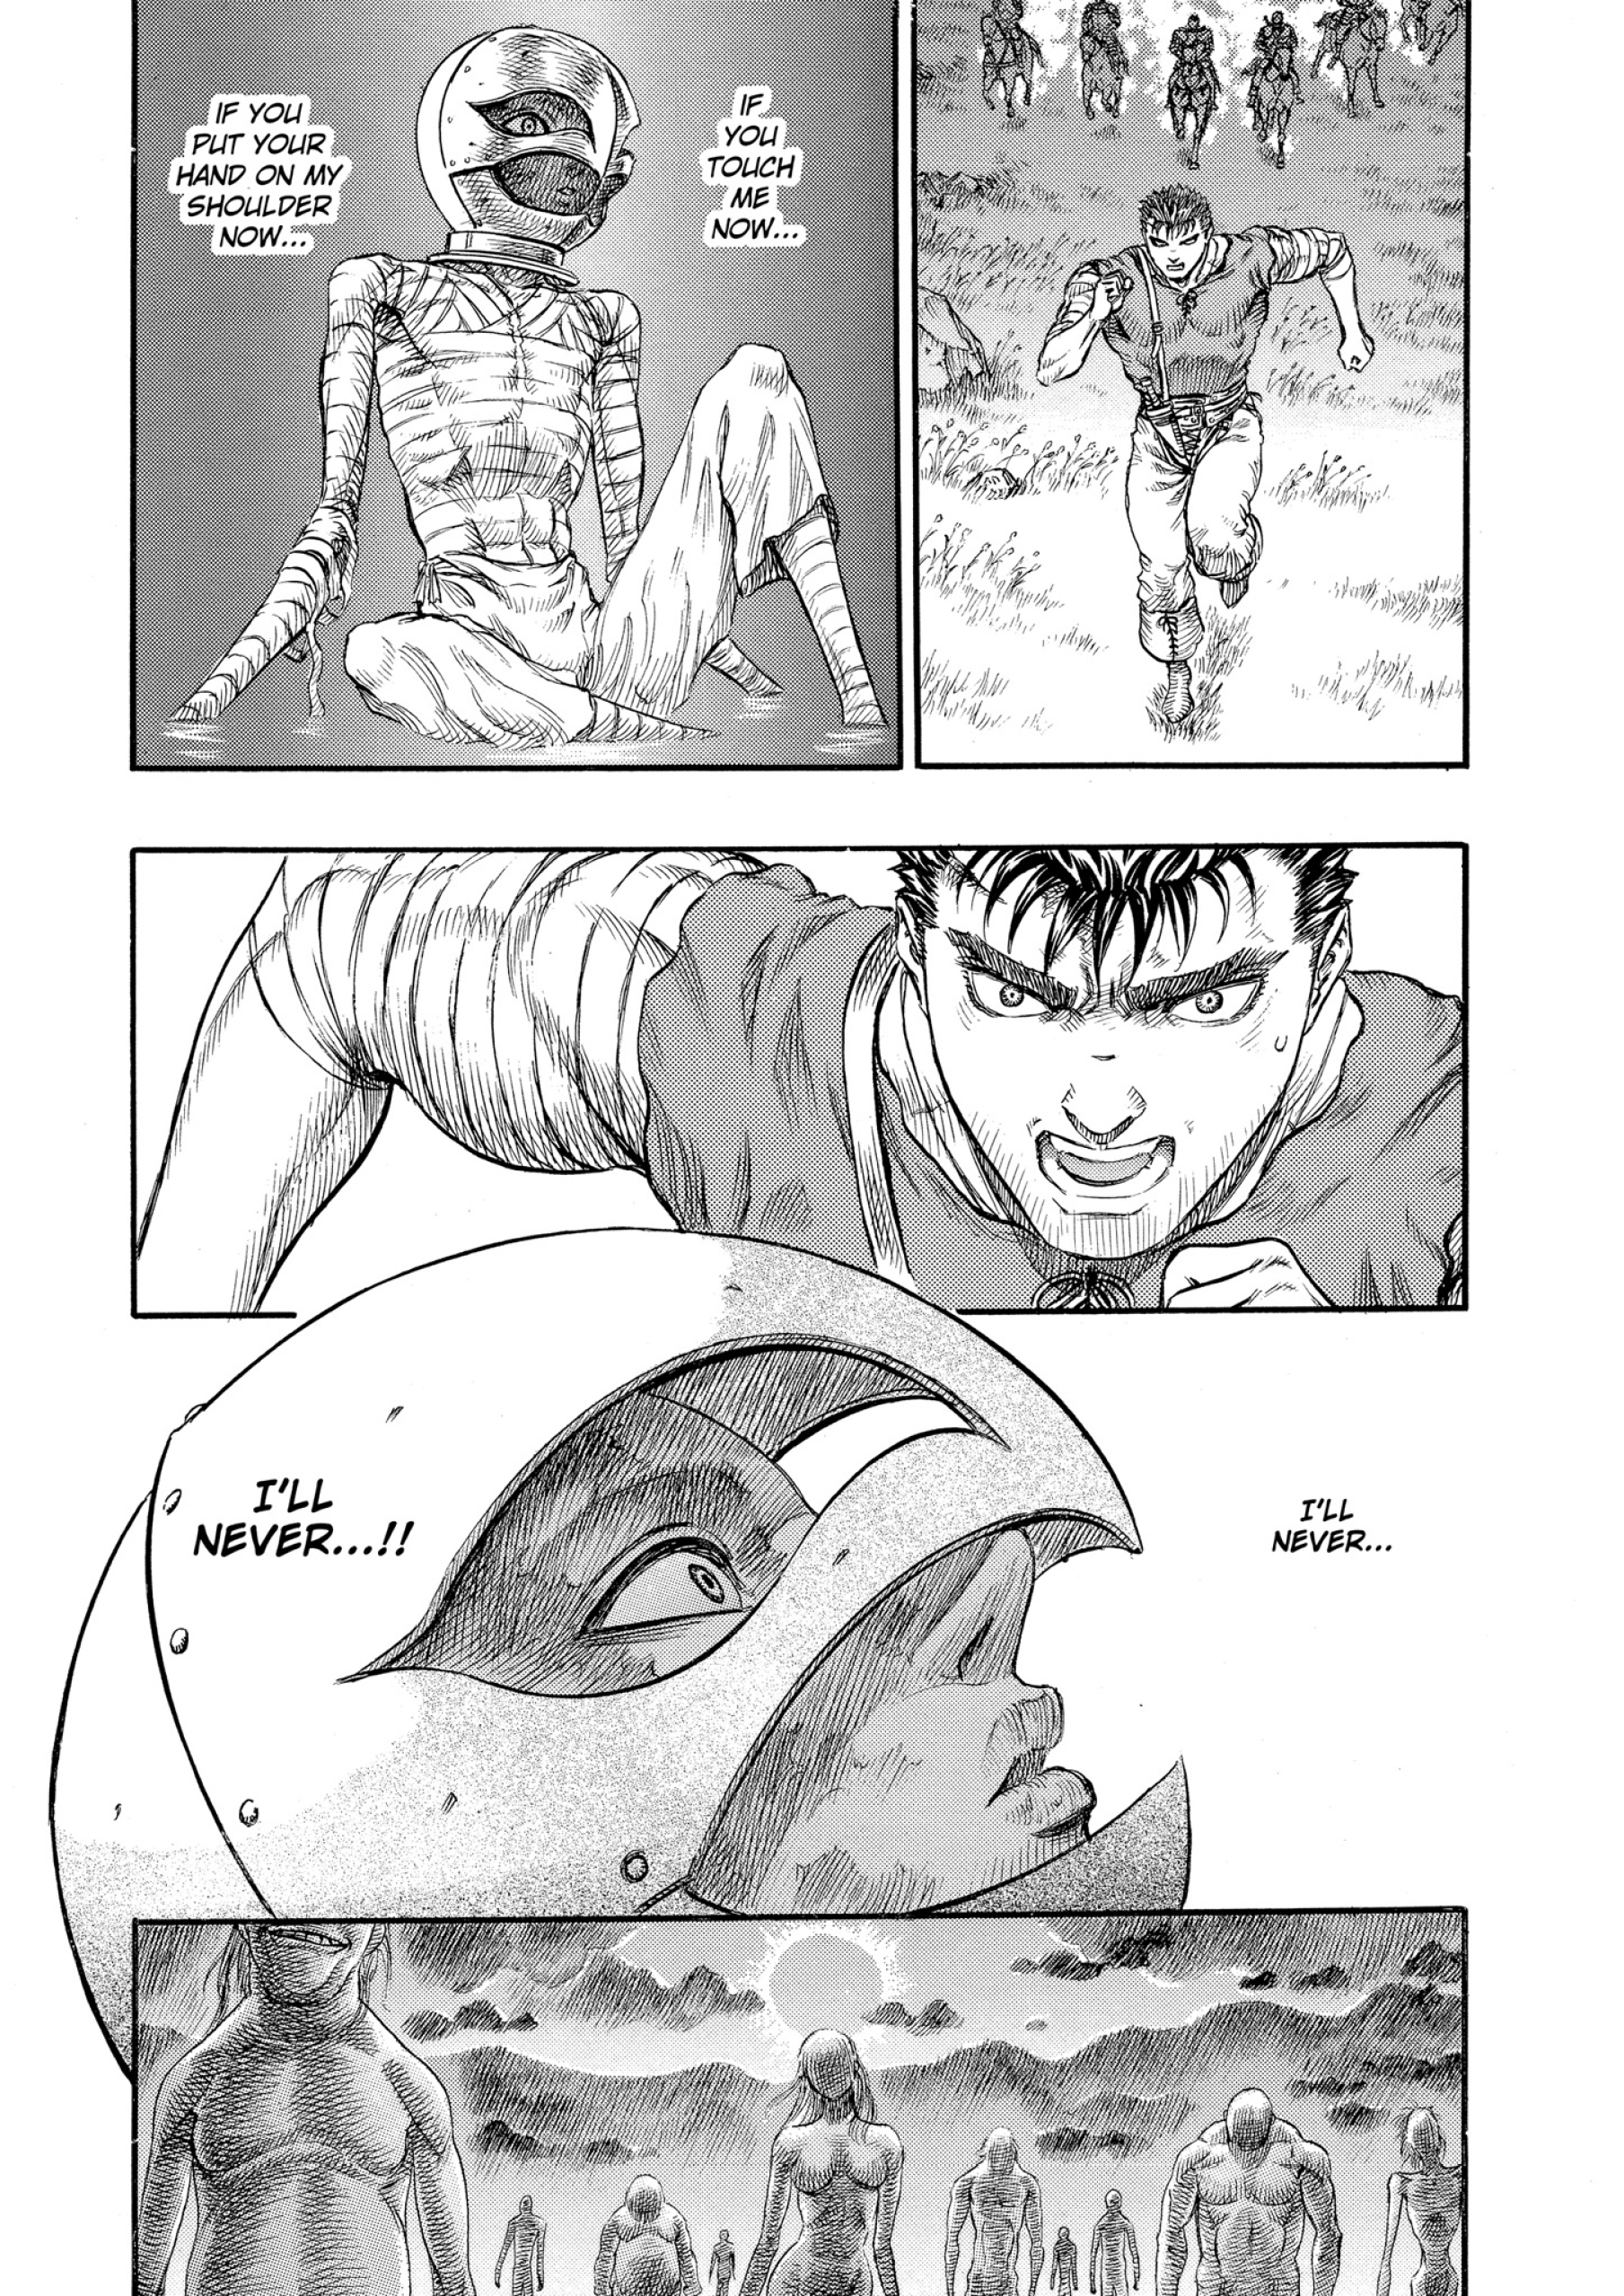 IF
YOU
TOUCH
ME
NOW...
IF YOU
PUT YOUR
HAND ON MY
SHOULDER
NOW...
I'LL
NEVER...
I'LL
NEVER...!!